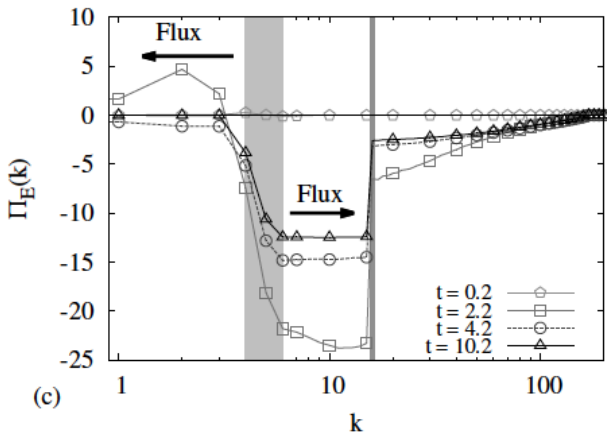 Flux
Flux
10
5
0
-5
-10
-15
-20
-25
Π_E(k)
t = 0.2
t = 2.2
t = 4.2
t = 10.2
1
10
100
(c)
k